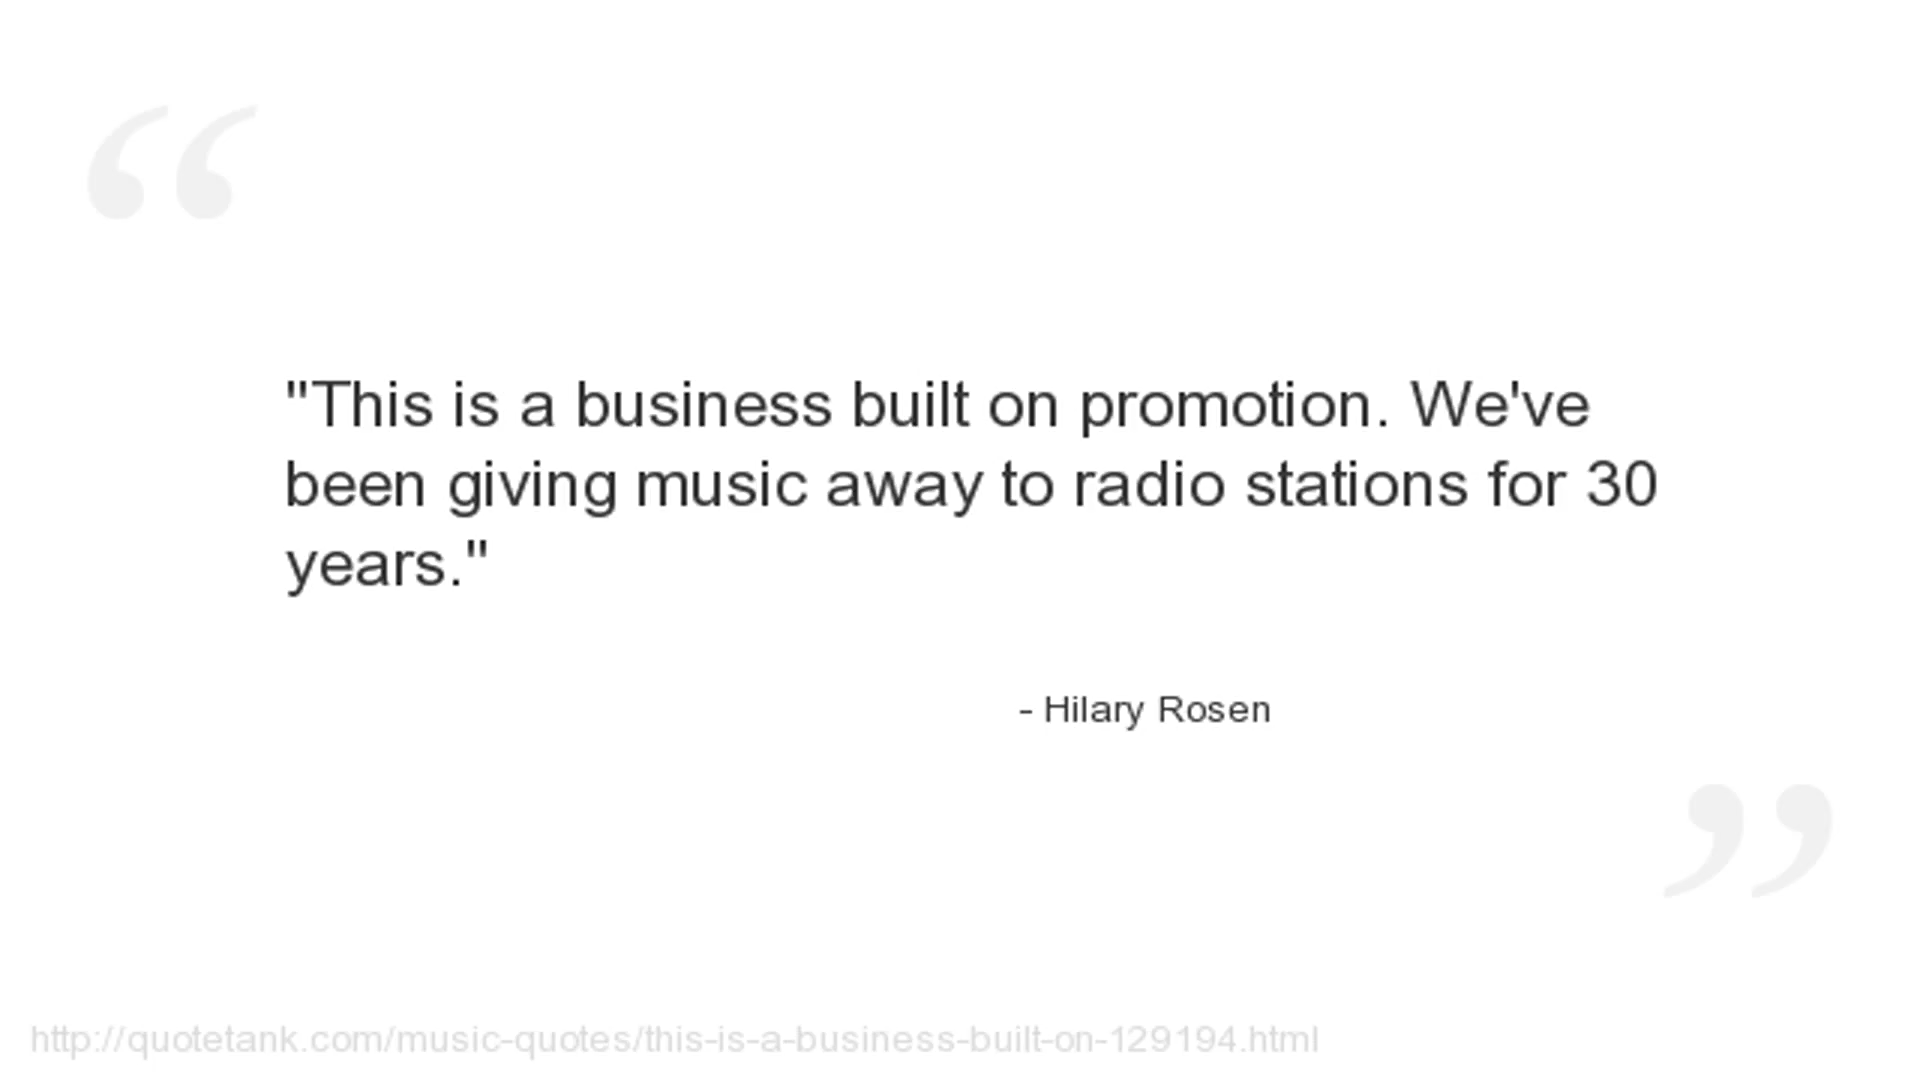 "This is a business built on promotion. We've
been giving music away to radio stations for 30
years."
- Hilary Rosen
http://quotetank.com/music-quotes/this-is-a-business-built-on-129194.html